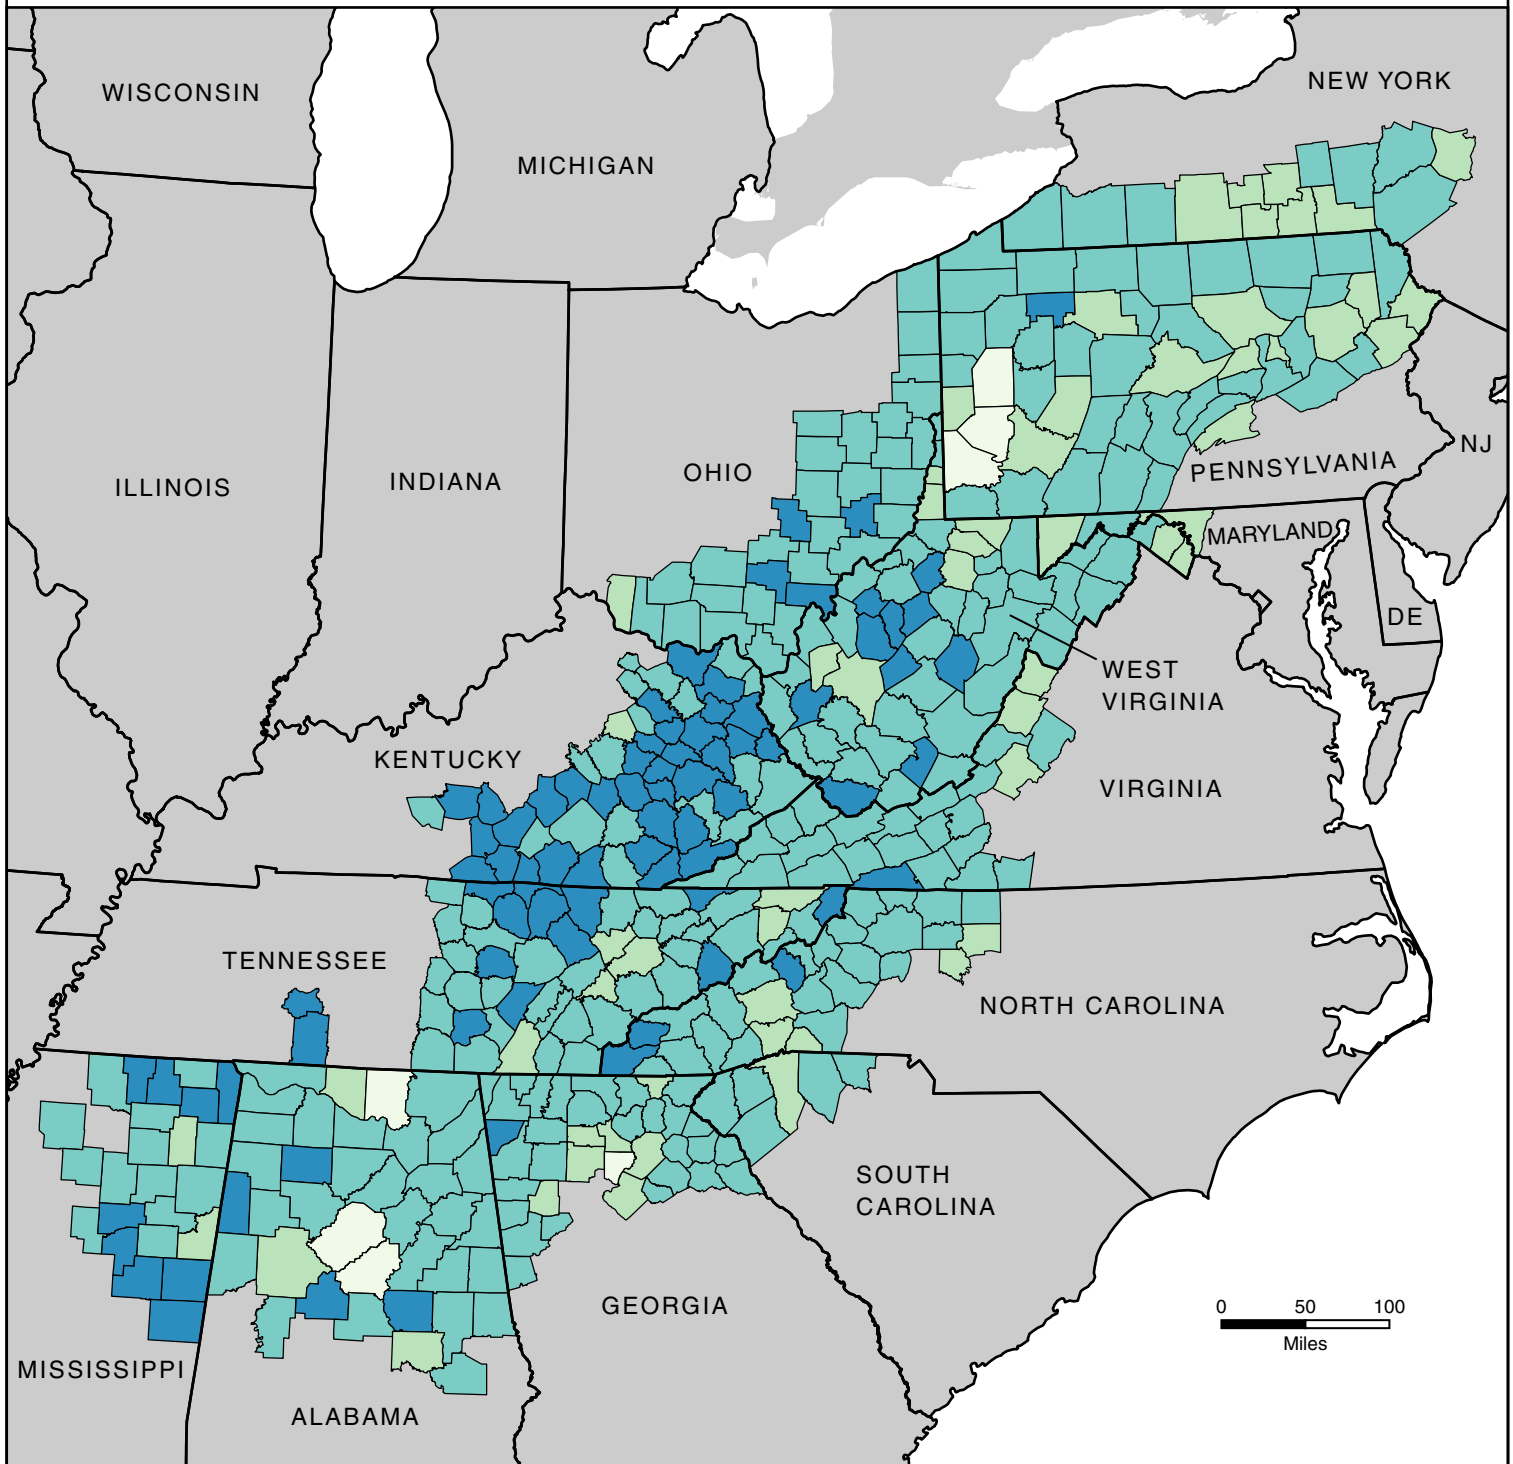 NEW YORK
WISCONSIN
MICHIGAN
NJ
PENNSYLVANIA
OHIO
INDIANA
ILLINOIS
MARYLAND
DE
WEST
VIRGINIA
KENTUCKY
VIRGINIA
TENNESSEE
NORTH CAROLINA
SOUTH
CAROLINA
GEORGIA
0 50 100
Miles
MISSISSIPPI
ALABAMA